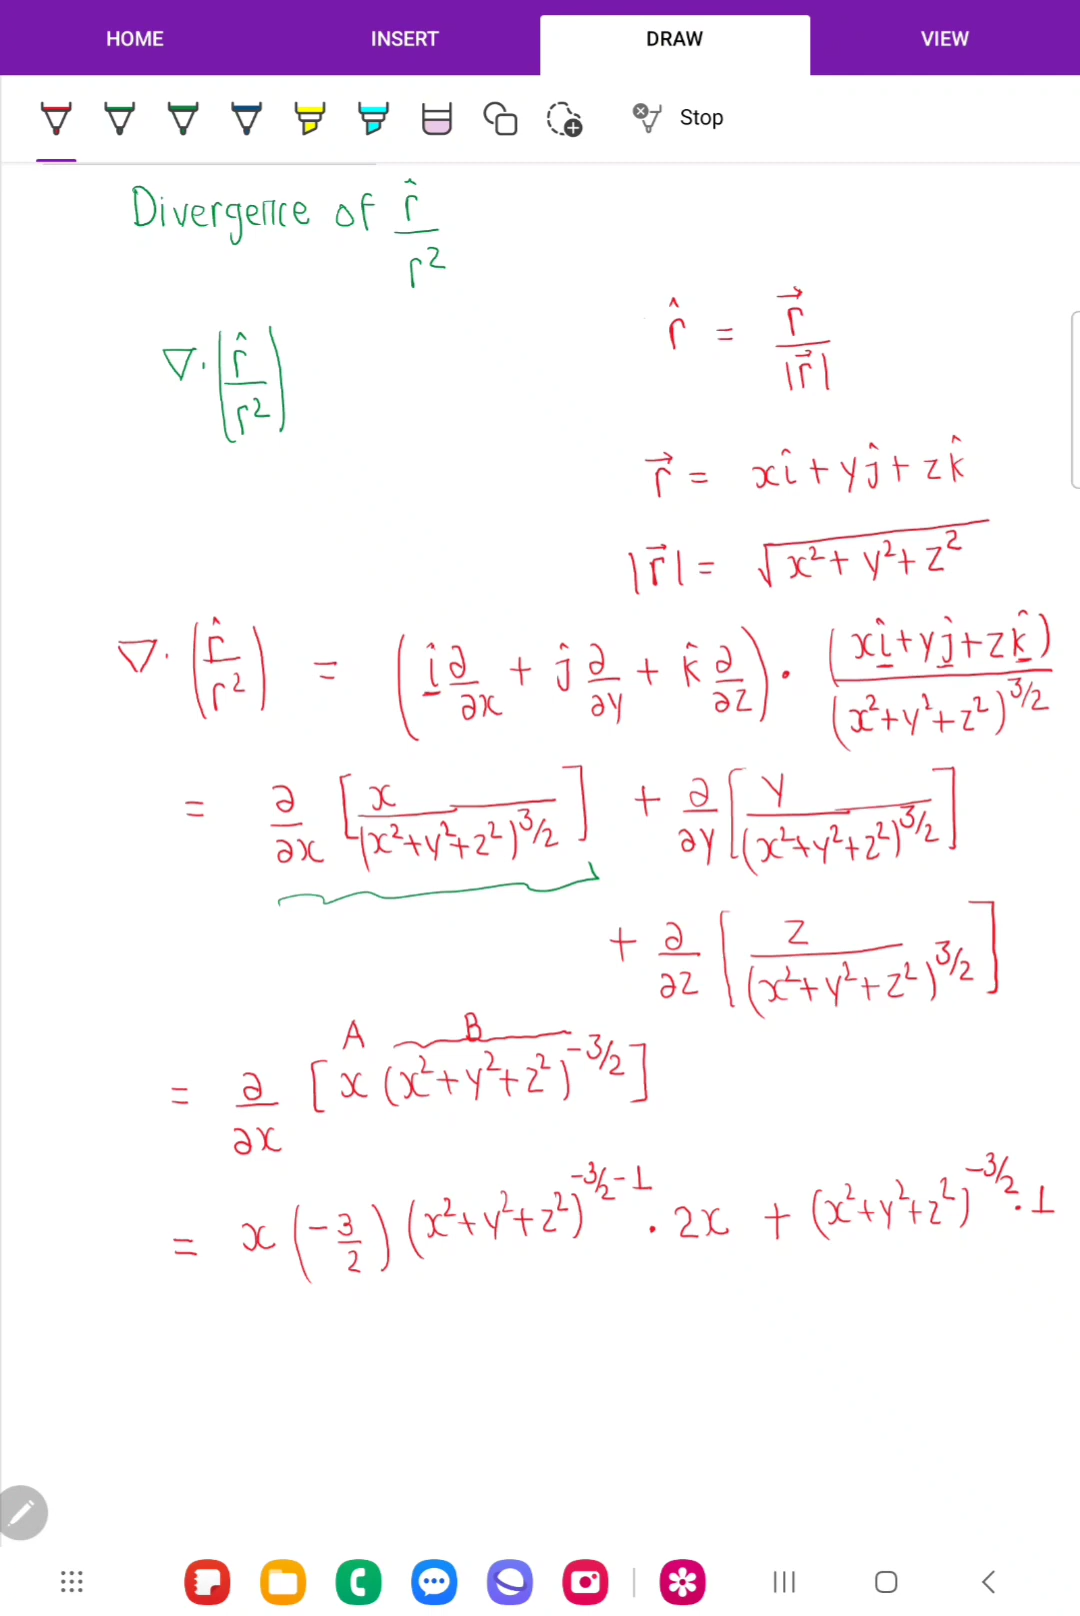 HOME INSERT DRAW VIEW
Stop
Divergence of r̂/r²
∇·(r̂/r²)
r̂ = r⃗/|r⃗|
r⃗ = xî + yĵ + zk̂
|r⃗| = √(x² + y² + z²)
∇·(r̂/r²) = (î ∂/∂x + ĵ ∂/∂y + k̂ ∂/∂z) · (xî + yĵ + zk̂)/(x² + y² + z²)^3/2
= ∂/∂x [x/(x² + y² + z²)^3/2] + ∂/∂y [y/(x² + y² + z²)^3/2]
+ ∂/∂z [z/(x² + y² + z²)^3/2]
A B
= ∂/∂x [x (x² + y² + z²)^-3/2]
= x (-3/2) (x² + y² + z²)^-3/2-1 · 2x + (x² + y² + z²)^-3/2 · 1